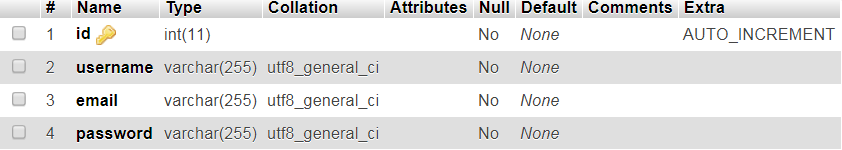 # Name Type Collation Attributes Null Default Comments Extra
1 id int(11) No None AUTO_INCREMENT
2 username varchar(255) utf8_general_ci No None
3 email varchar(255) utf8_general_ci No None
4 password varchar(255) utf8_general_ci No None